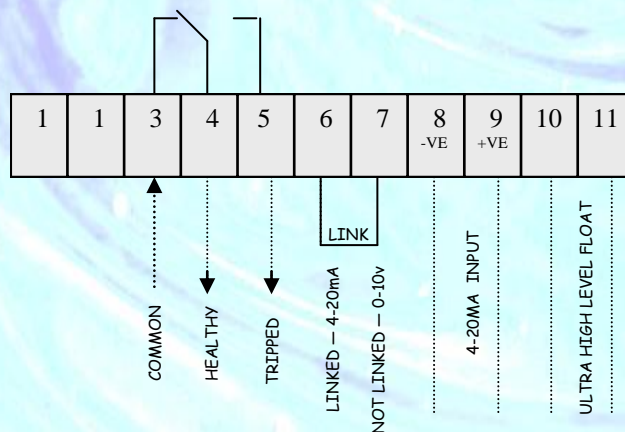 1 1 3 4 5 6 7 8 9 10 11
-VE +VE
LINK
COMMON
HEALTHY
TRIPPED
LINKED – 4-20mA
NOT LINKED – 0-10v
4-20MA INPUT
ULTRA HIGH LEVEL FLOAT